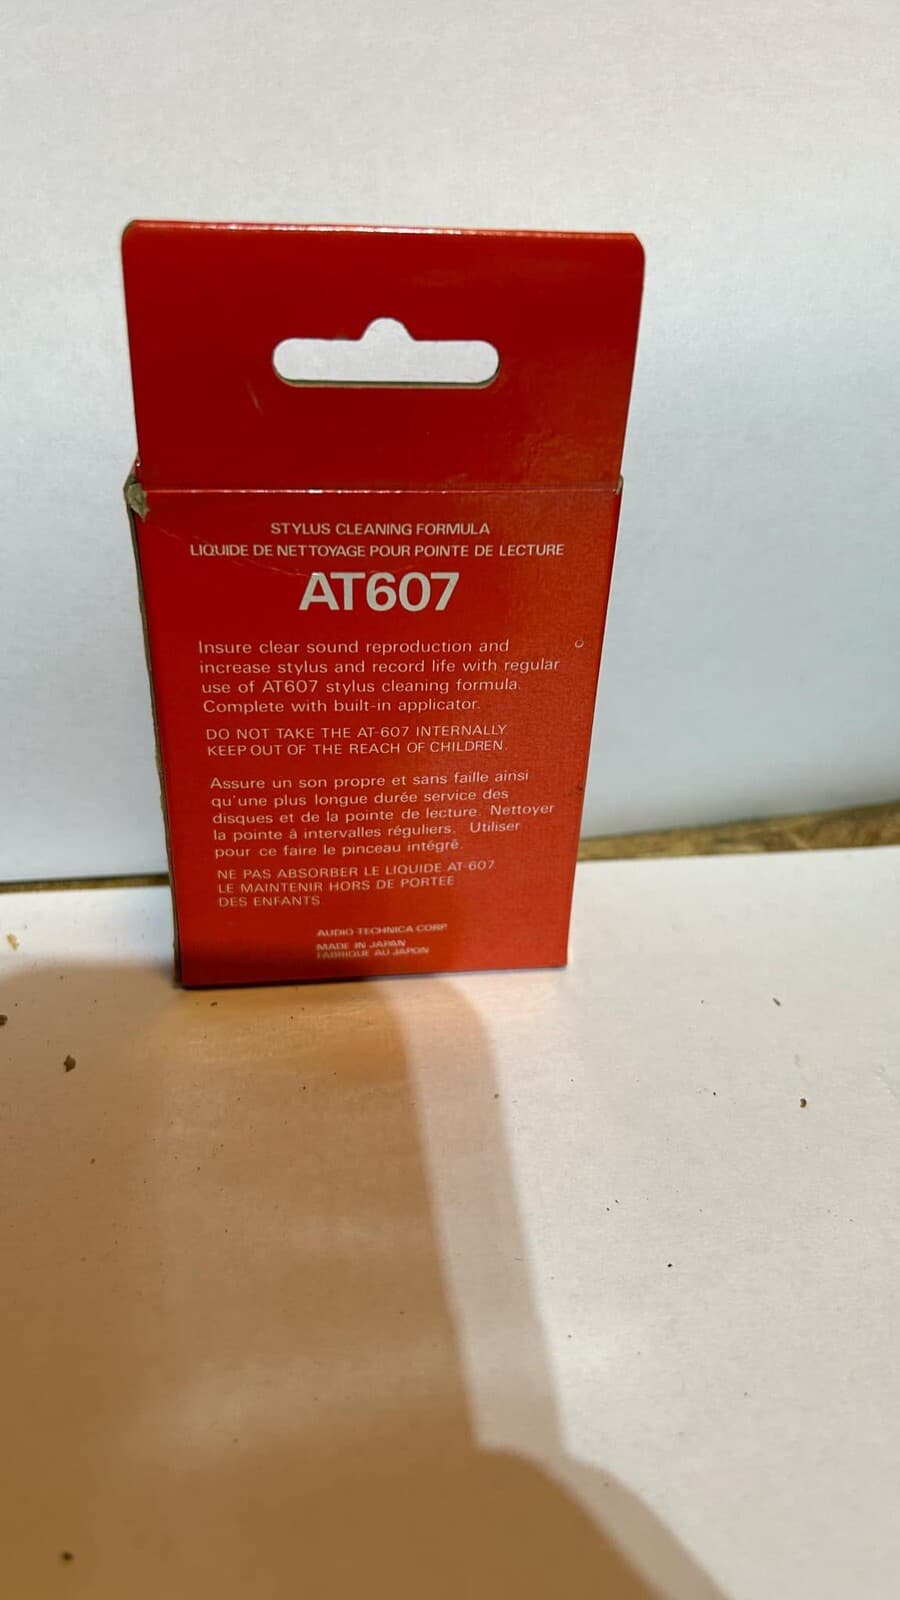 STYLUS CLEANING FORMULA
LIQUIDE DE NETTOYAGE POUR POINTE DE LECTURE
AT607
Insure clear sound reproduction and
increase stylus and record life with regular
use of AT607 stylus cleaning formula.
Complete with built-in applicator.
DO NOT TAKE THE AT-607 INTERNALLY
KEEP OUT OF THE REACH OF CHILDREN.
Assure un son propre et sans faille ainsi
qu'une plus longue durée service des
disques et de la pointe de lecture. Nettoyer
la pointe à intervalles réguliers. Utiliser
pour ce faire le pinceau intégré.
NE PAS ABSORBER LE LIQUIDE AT-607
LE MAINTENIR HORS DE PORTEE
DES ENFANTS
AUDIO-TECHNICA CORP.
MADE IN JAPAN
FABRIQUE AU JAPON